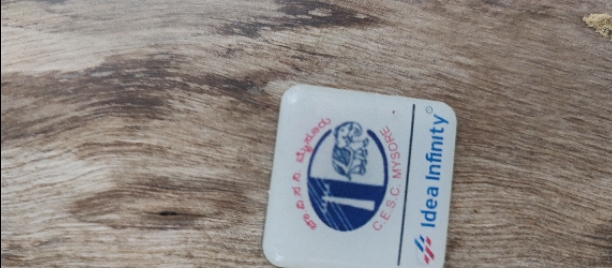 ಚಾ.ವಿ.ಸ.ನಿ. ಮೈಸೂರು
C.E.S.C. MYSORE
Idea Infinity